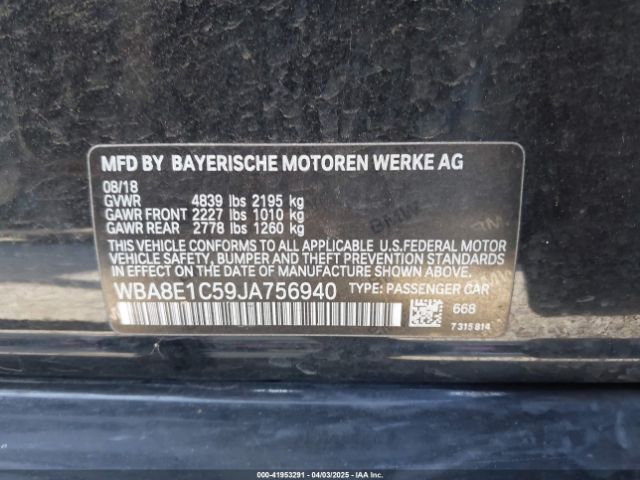 MFD BY BAYERISCHE MOTOREN WERKE AG
08/18
GVWR 4839 lbs 2195 kg
GAWR FRONT 2227 lbs 1010 kg
GAWR REAR 2778 lbs 1260 kg
THIS VEHICLE CONFORMS TO ALL APPLICABLE U.S.FEDERAL MOTOR
VEHICLE SAFETY, BUMPER AND THEFT PREVENTION STANDARDS
IN EFFECT ON THE DATE OF MANUFACTURE SHOWN ABOVE.
WBA8E1C59JA756940 TYPE: PASSENGER CAR
668
7315814
BMW
000-41953291 - 04/03/2025 - IAA Inc.